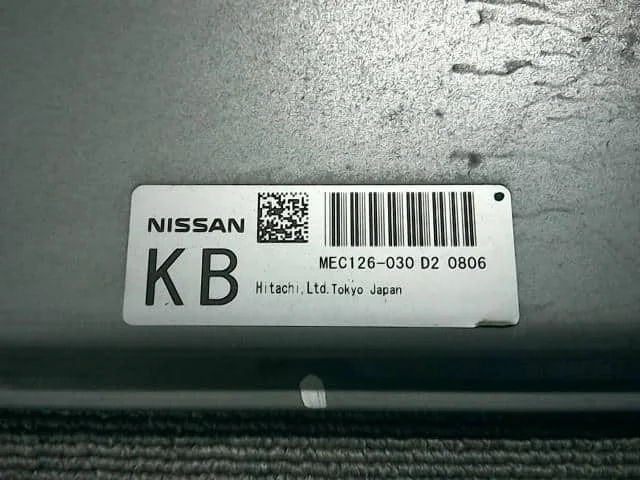 NISSAN
KB
MEC126-030 D2 0806
Hitachi,Ltd.Tokyo Japan